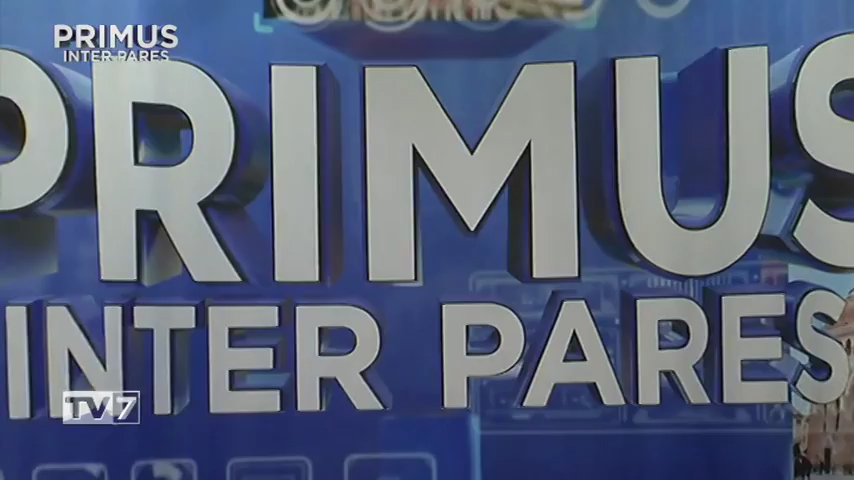 PRIMUS
INTER PARES
PRIMUS
INTER PARES
TV7